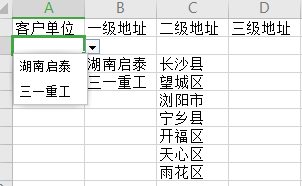 A B C D
客户单位 一级地址 二级地址 三级地址
湖南启泰 湖南启泰 长沙县
三一重工 三一重工 望城区
浏阳市
宁乡县
开福区
天心区
雨花区